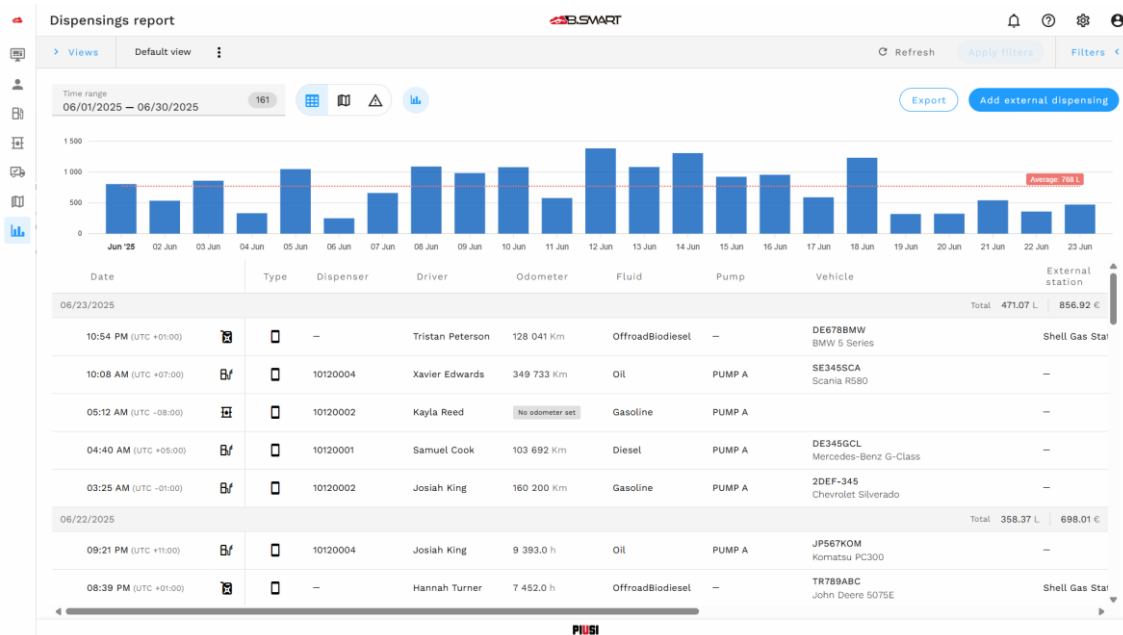 Dispensings report
B.SMART
Views
Default view
Refresh
Apply filters
Filters
Time range
06/01/2025 — 06/30/2025
161
Export
Add external dispensing
1 500
1 000
500
0
Average: 768 L
Jun '25 02 Jun 03 Jun 04 Jun 05 Jun 06 Jun 07 Jun 08 Jun 09 Jun 10 Jun 11 Jun 12 Jun 13 Jun 14 Jun 15 Jun 16 Jun 17 Jun 18 Jun 19 Jun 20 Jun 21 Jun 22 Jun 23 Jun
Date Type Dispenser Driver Odometer Fluid Pump Vehicle External station
06/23/2025 Total 471.07 L 856.92 €
10:54 PM (UTC +01:00) — Tristan Peterson 128 041 Km OffroadBiodiesel — DE678BMW Shell Gas Stat
BMW 5 Series
10:08 AM (UTC +07:00) 10120004 Xavier Edwards 349 733 Km Oil PUMP A SE345SCA —
Scania R580
05:12 AM (UTC -08:00) 10120002 Kayla Reed No odometer set Gasoline PUMP A —
04:40 AM (UTC +05:00) 10120001 Samuel Cook 103 692 Km Diesel PUMP A DE345GCL —
Mercedes-Benz G-Class
03:25 AM (UTC -01:00) 10120002 Josiah King 160 200 Km Gasoline PUMP A 2DEF-345 —
Chevrolet Silverado
06/22/2025 Total 358.37 L 698.01 €
09:21 PM (UTC +11:00) 10120004 Josiah King 9 393.0 h Oil PUMP A JP567KOM —
Komatsu PC300
08:39 PM (UTC +01:00) — Hannah Turner 7 452.0 h OffroadBiodiesel — TR789ABC Shell Gas Stat
John Deere 5075E
PIUSI